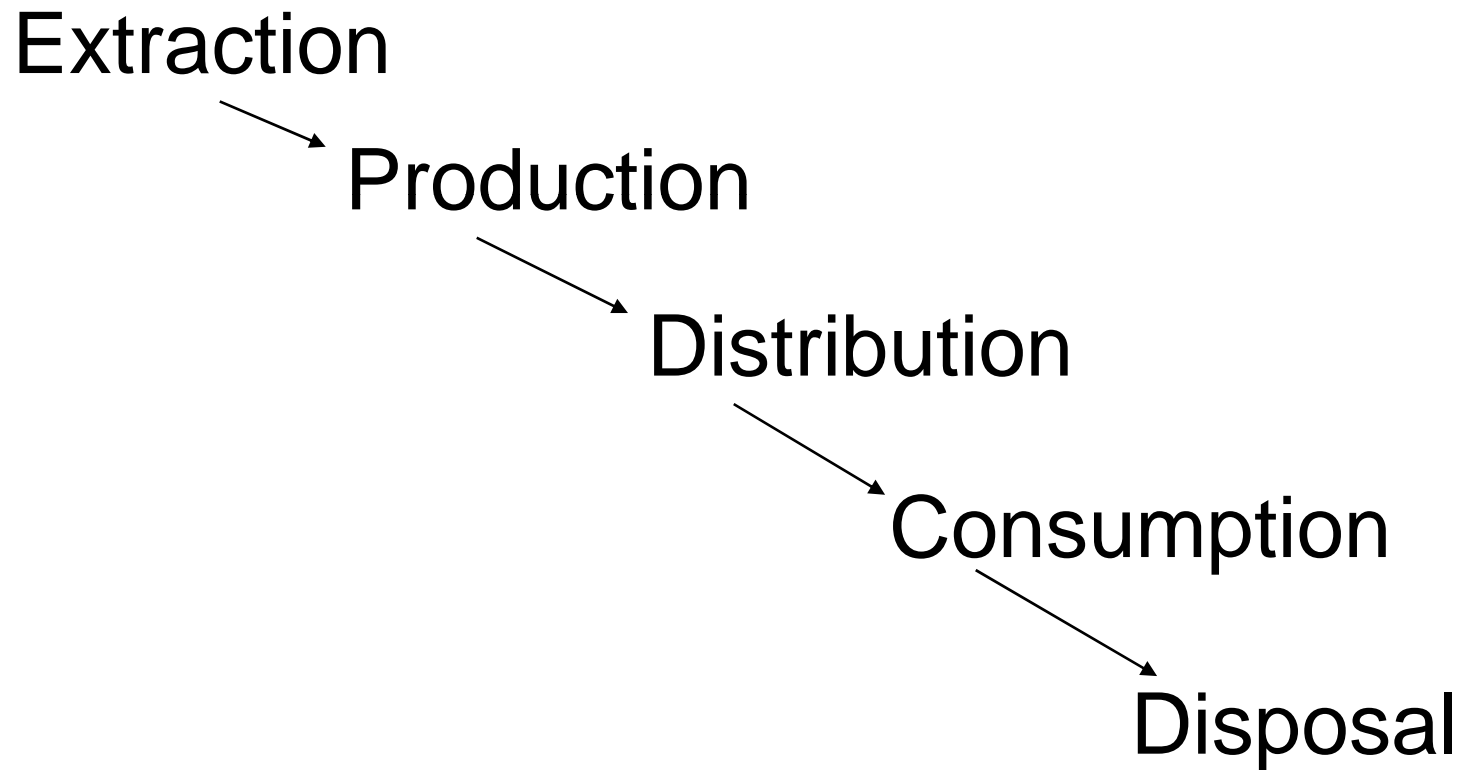 Extraction
Production
Distribution
Consumption
Disposal